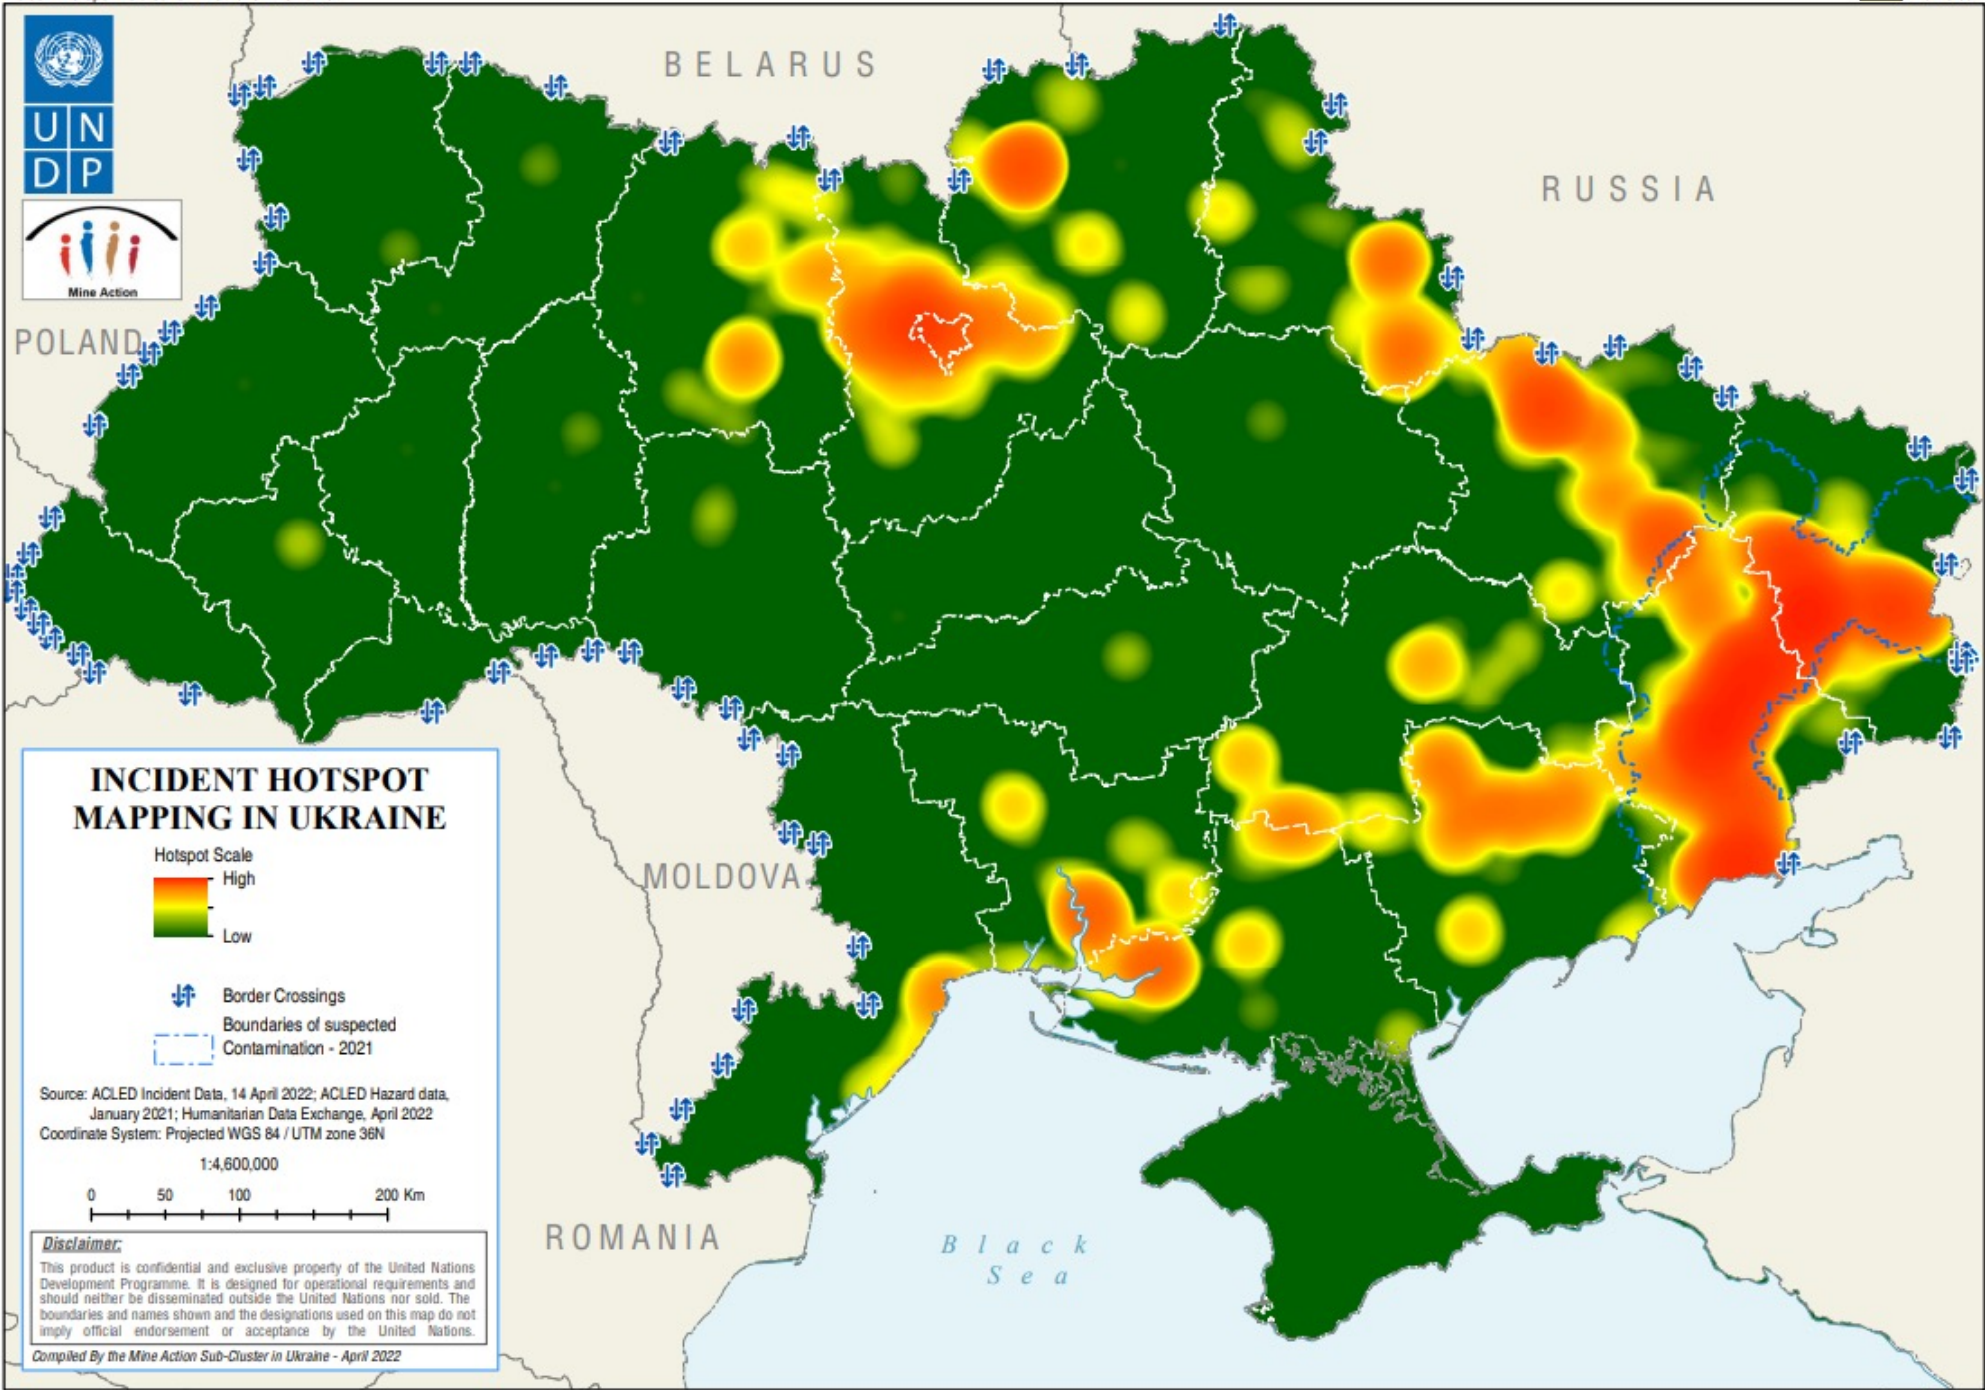 UN
DP
Mine Action
BELARUS
RUSSIA
POLAND
MOLDOVA
ROMANIA
Black
Sea
INCIDENT HOTSPOT
MAPPING IN UKRAINE
Hotspot Scale
High
Low
Border Crossings
Boundaries of suspected
Contamination - 2021
Source: ACLED Incident Data, 14 April 2022; ACLED Hazard data,
January 2021; Humanitarian Data Exchange, April 2022
Coordinate System: Projected WGS 84 / UTM zone 36N
1:4,600,000
0 50 100 200 Km
Disclaimer:
This product is confidential and exclusive property of the United Nations
Development Programme. It is designed for operational requirements and
should neither be disseminated outside the United Nations nor sold. The
boundaries and names shown and the designations used on this map do not
imply official endorsement or acceptance by the United Nations.
Compiled By the Mine Action Sub-Cluster in Ukraine - April 2022